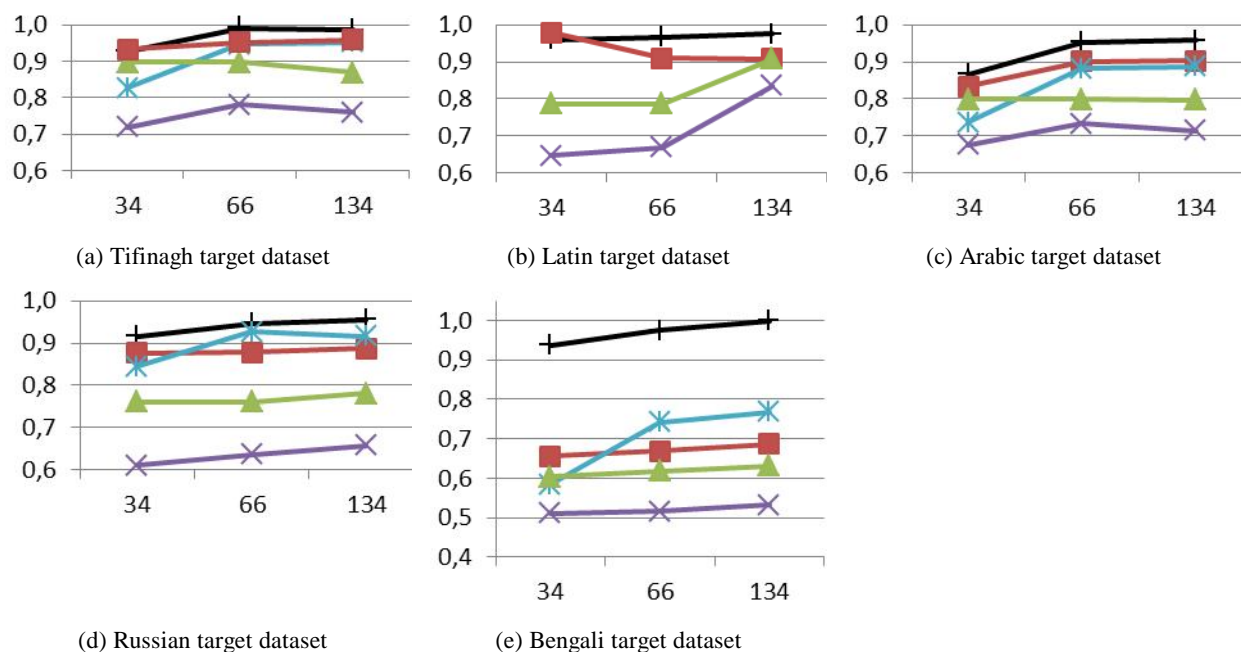 1,0
0,9
0,8
0,7
0,6
34 66 134
(a) Tifinagh target dataset
1,0
0,9
0,8
0,7
0,6
34 66 134
(b) Latin target dataset
1,0
0,9
0,8
0,7
0,6
34 66 134
(c) Arabic target dataset
1,0
0,9
0,8
0,7
0,6
34 66 134
(d) Russian target dataset
1,0
0,9
0,8
0,7
0,6
0,5
0,4
34 66 134
(e) Bengali target dataset